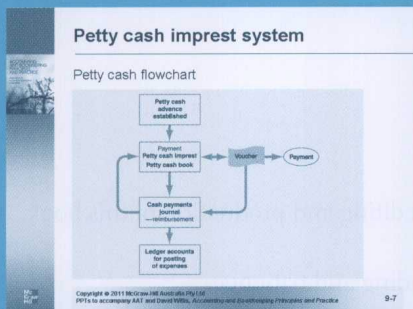 Petty cash imprest system
Petty cash flowchart
Petty cash
advance
established
Payment
Petty cash imprest
Petty cash book
Voucher
Payment
Cash payments
journal
—reimbursement
Ledger accounts
for posting
of expenses
Copyright © 2011 McGraw-Hill Australia Pty Ltd
PPTs to accompany AAT and David Willis, Accounting and Bookkeeping Principles and Practice
9-7